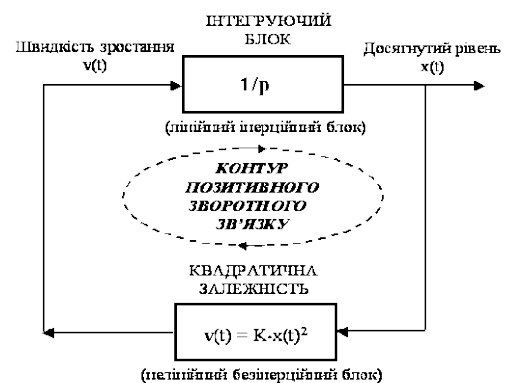 ІНТЕГРУЮЧИЙ
БЛОК
Швидкість зростання
v(t)
Досягнутий рівень
x(t)
1/p
(лінійний інерційний блок)
КОНТУР
ПОЗИТИВНОГО
ЗВОРОТНОГО
ЗВ'ЯЗКУ
КВАДРАТИЧНА
ЗАЛЕЖНІСТЬ
v(t) = K·x(t)²
(нелінійний безінерційний блок)